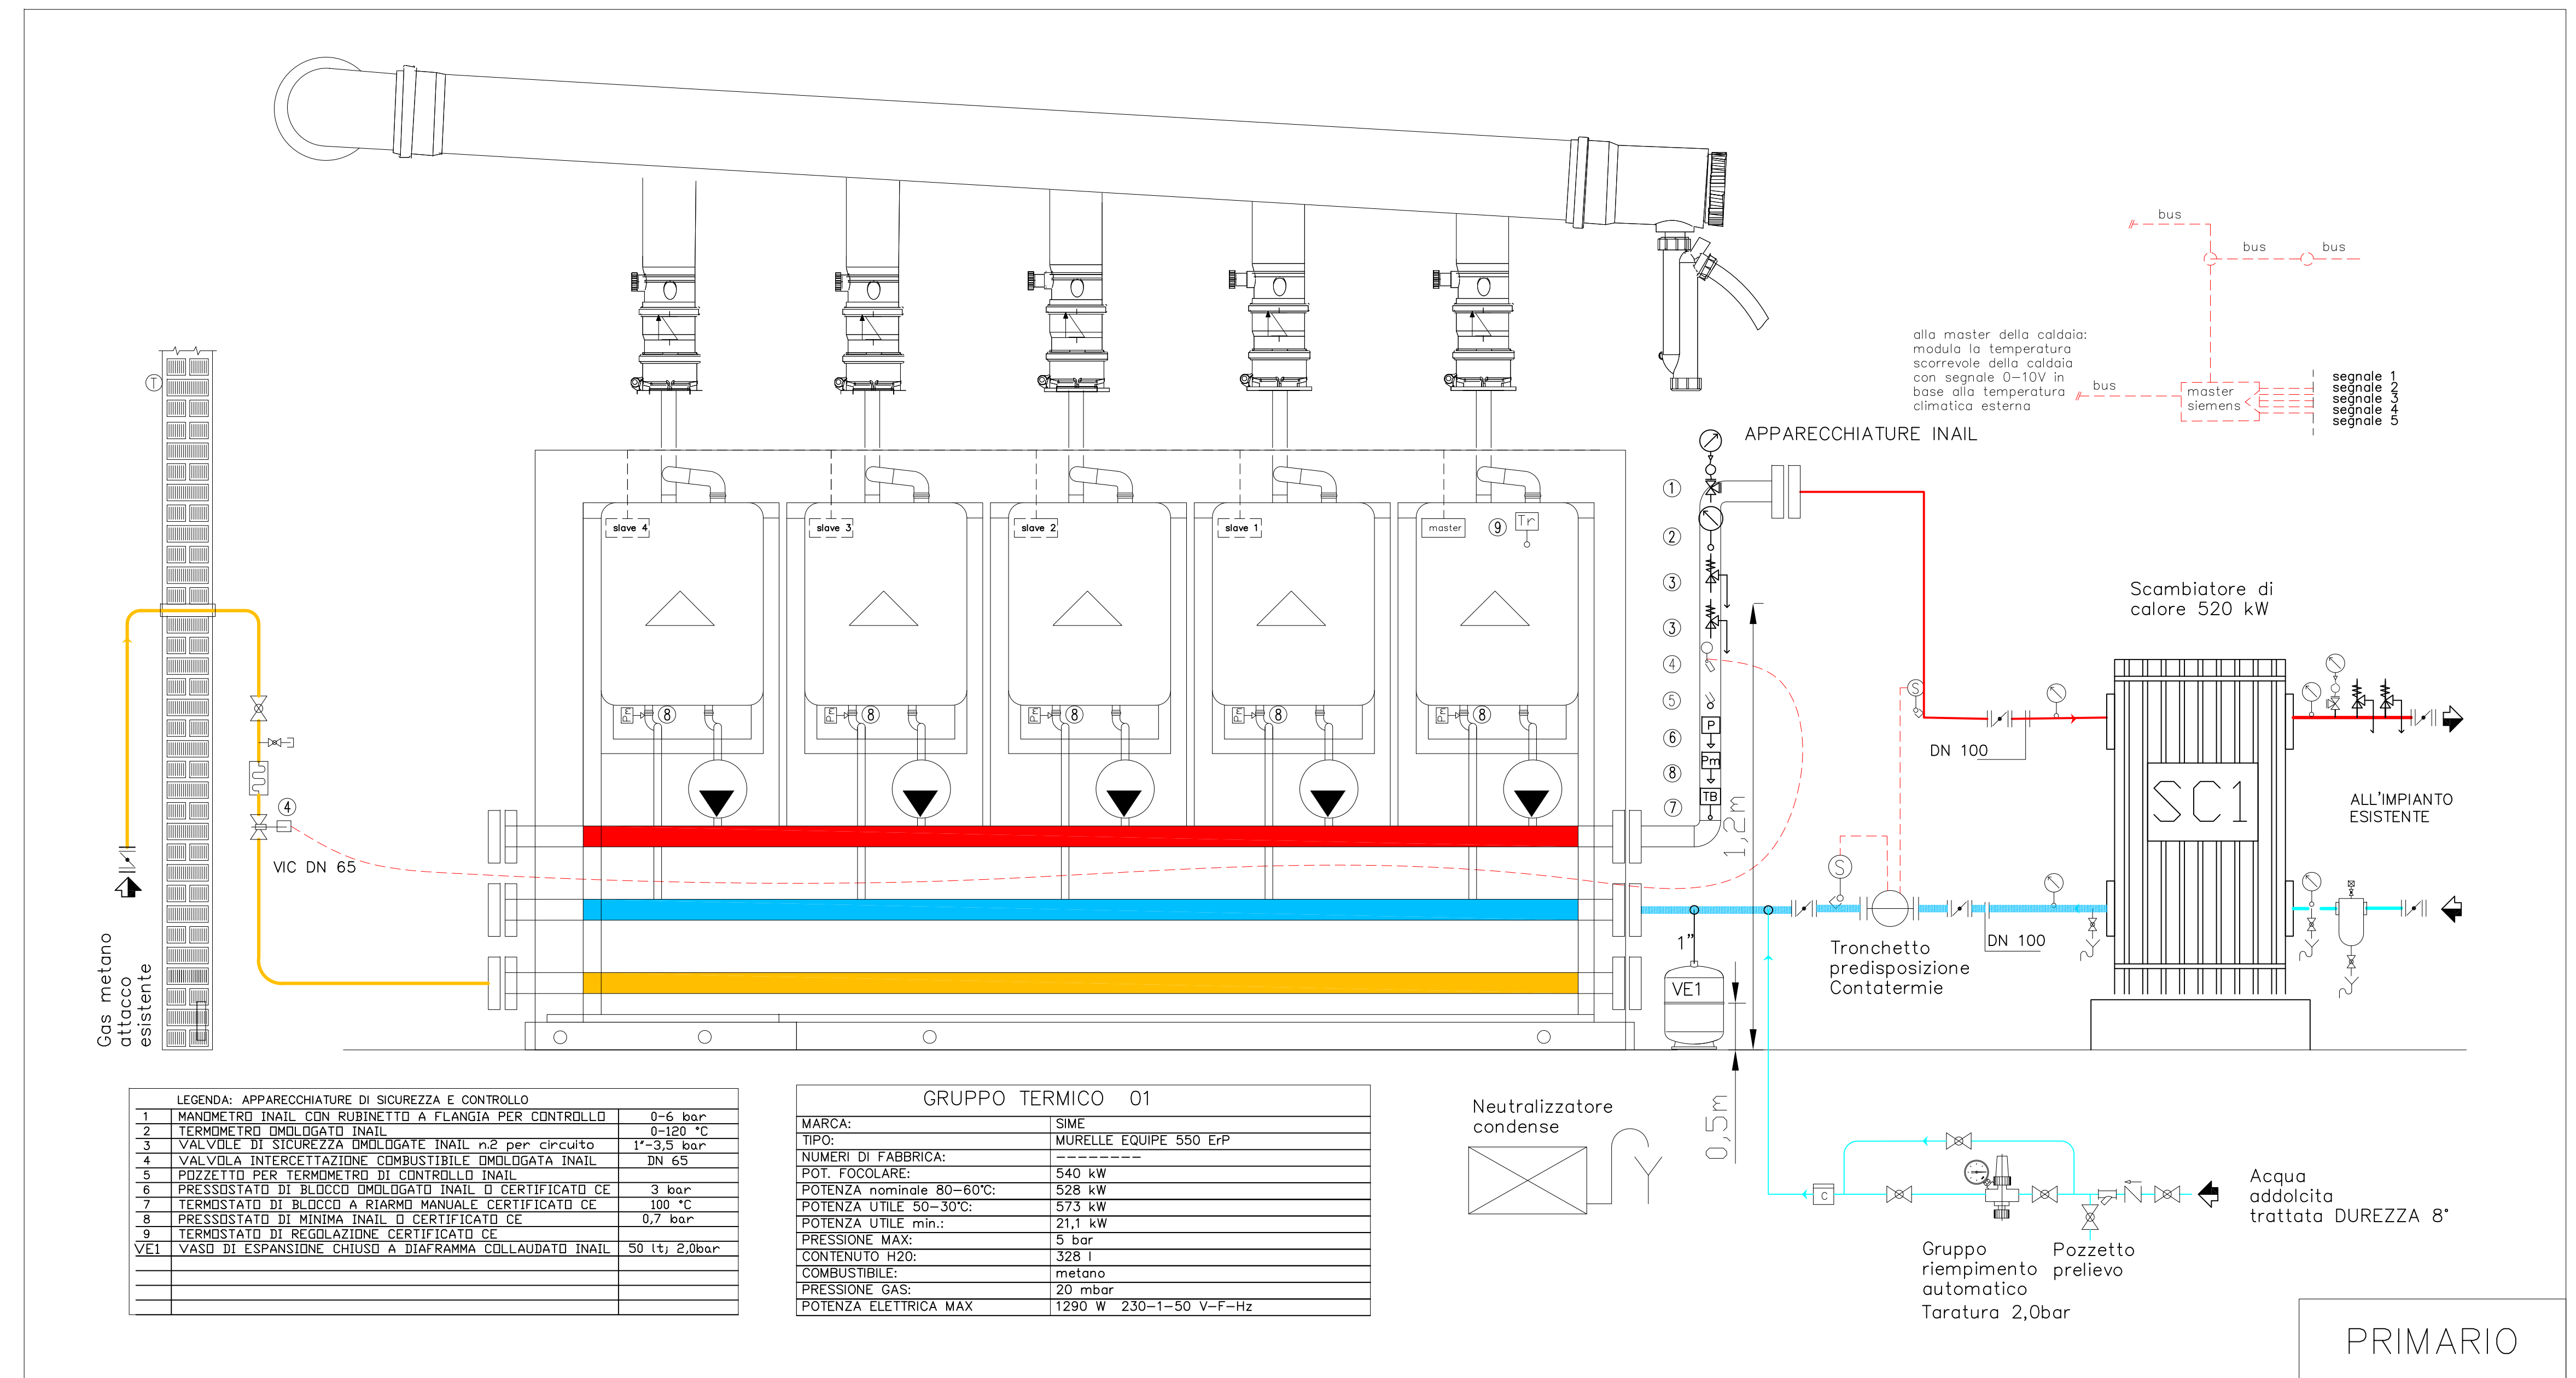 bus
bus
bus
alla master della caldaia:
modula la temperatura
scorrevole della caldaia
con segnale 0-10V in
base alla temperatura
climatica esterna
bus
master
siemens
segnale 1
segnale 2
segnale 3
segnale 4
segnale 5
T
APPARECCHIATURE INAIL
slave 4
slave 3
slave 2
slave 1
master
9
Tr
1
2
3
3
4
5
6
8
7
P
Pm
TB
Pm
8
Pm
8
Pm
8
Pm
8
Pm
8
Scambiatore di
calore 520 kW
S
DN 100
SC1
ALL'IMPIANTO
ESISTENTE
4
VIC DN 65
1,2m
S
Gas metano
attacco
esistente
1"
VE1
Tronchetto
predisposizione
Contatermie
DN 100
0,5m
LEGENDA: APPARECCHIATURE DI SICUREZZA E CONTROLLO
1 MANOMETRO INAIL CON RUBINETTO A FLANGIA PER CONTROLLO 0-6 bar
2 TERMOMETRO OMOLOGATO INAIL 0-120 °C
3 VALVOLE DI SICUREZZA OMOLOGATE INAIL n.2 per circuito 1"-3,5 bar
4 VALVOLA INTERCETTAZIONE COMBUSTIBILE OMOLOGATA INAIL DN 65
5 POZZETTO PER TERMOMETRO DI CONTROLLO INAIL
6 PRESSOSTATO DI BLOCCO OMOLOGATO INAIL O CERTIFICATO CE 3 bar
7 TERMOSTATO DI BLOCCO A RIARMO MANUALE CERTIFICATO CE 100 °C
8 PRESSOSTATO DI MINIMA INAIL O CERTIFICATO CE 0,7 bar
9 TERMOSTATO DI REGOLAZIONE CERTIFICATO CE
VE1 VASO DI ESPANSIONE CHIUSO A DIAFRAMMA COLLAUDATO INAIL 50 lt; 2,0bar
GRUPPO TERMICO 01
MARCA: SIME
TIPO: MURELLE EQUIPE 550 ErP
NUMERI DI FABBRICA: ---------
POT. FOCOLARE: 540 kW
POTENZA nominale 80-60°C: 528 kW
POTENZA UTILE 50-30°C: 573 kW
POTENZA UTILE min.: 21,1 kW
PRESSIONE MAX: 5 bar
CONTENUTO H20: 328 l
COMBUSTIBILE: metano
PRESSIONE GAS: 20 mbar
POTENZA ELETTRICA MAX 1290 W 230-1-50 V-F-Hz
Neutralizzatore
condense
C
Acqua
addolcita
trattata DUREZZA 8°
Gruppo
riempimento
automatico
Taratura 2,0bar
Pozzetto
prelievo
PRIMARIO